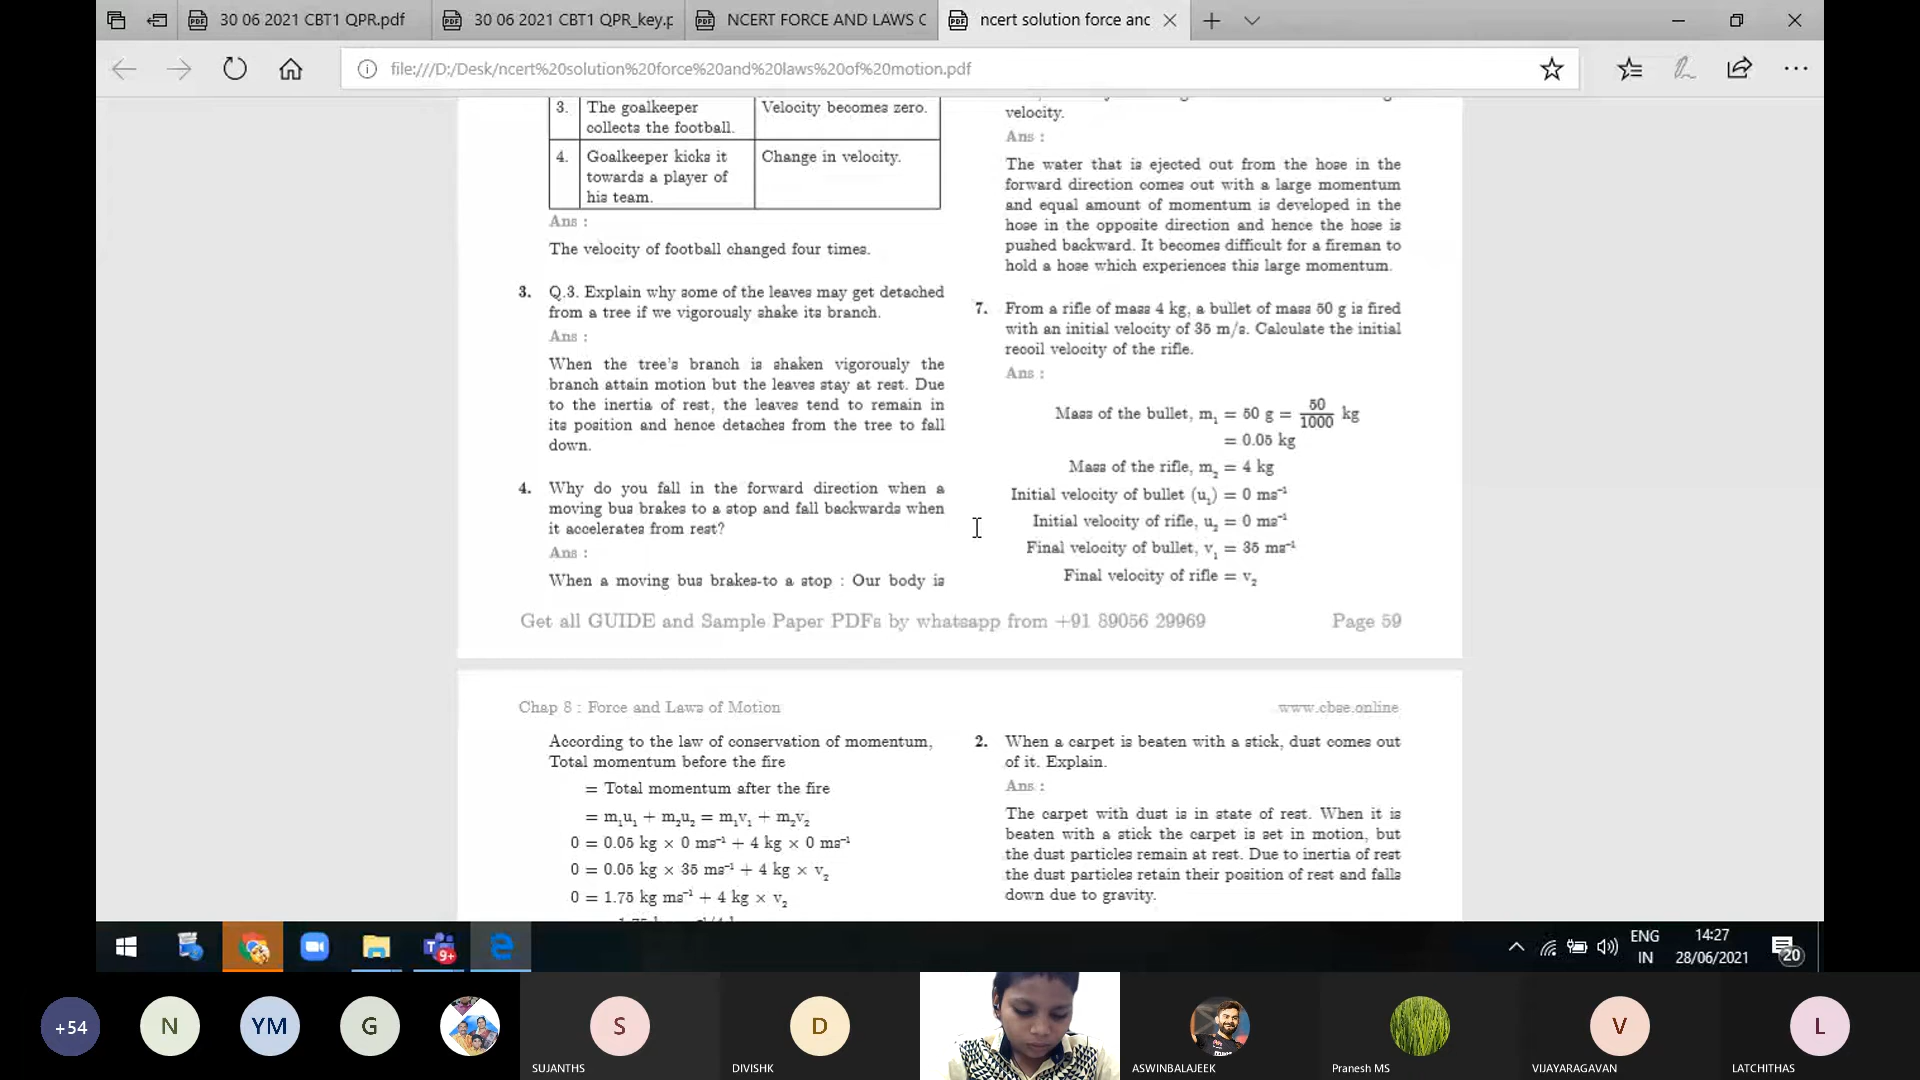 30 06 2021 CBT1 QPR.pdf
30 06 2021 CBT1 QPR_key.p
NCERT FORCE AND LAWS O
ncert solution force and
file:///D:/Desk/ncert%20solution%20force%20and%20laws%20of%20motion.pdf
3. The goalkeeper collects the football. Velocity becomes zero.
4. Goalkeeper kicks it towards a player of his team. Change in velocity.
Ans :
The velocity of football changed four times.
3. Q.3. Explain why some of the leaves may get detached
from a tree if we vigorously shake its branch.
Ans :
When the tree's branch is shaken vigorously the
branch attain motion but the leaves stay at rest. Due
to the inertia of rest, the leaves tend to remain in
its position and hence detaches from the tree to fall
down.
4. Why do you fall in the forward direction when a
moving bus brakes to a stop and fall backwards when
it accelerates from rest?
Ans :
When a moving bus brakes-to a stop : Our body is
velocity.
Ans :
The water that is ejected out from the hose in the
forward direction comes out with a large momentum
and equal amount of momentum is developed in the
hose in the opposite direction and hence the hose is
pushed backward. It becomes difficult for a fireman to
hold a hose which experiences this large momentum.
7. From a rifle of mass 4 kg, a bullet of mass 50 g is fired
with an initial velocity of 35 m/s. Calculate the initial
recoil velocity of the rifle.
Ans :
Mass of the bullet, m₁ = 50 g = 50/1000 kg
= 0.05 kg
Mass of the rifle, m₂ = 4 kg
Initial velocity of bullet (u₁) = 0 ms⁻¹
Initial velocity of rifle, u₂ = 0 ms⁻¹
Final velocity of bullet, v₁ = 35 ms⁻¹
Final velocity of rifle = v₂
Get all GUIDE and Sample Paper PDFs by whatsapp from +91 89056 29969 Page 59
Chap 8 : Force and Laws of Motion www.cbse.online
According to the law of conservation of momentum,
Total momentum before the fire
= Total momentum after the fire
= m₁u₁ + m₂u₂ = m₁v₁ + m₂v₂
0 = 0.05 kg × 0 ms⁻¹ + 4 kg × 0 ms⁻¹
0 = 0.05 kg × 35 ms⁻¹ + 4 kg × v₂
0 = 1.75 kg ms⁻¹ + 4 kg × v₂
2. When a carpet is beaten with a stick, dust comes out
of it. Explain.
Ans :
The carpet with dust is in state of rest. When it is
beaten with a stick the carpet is set in motion, but
the dust particles remain at rest. Due to inertia of rest
the dust particles retain their position of rest and falls
down due to gravity.
9+
ENG
IN
14:27
28/06/2021
20
+54
N
YM
G
S
SUJANTHS
D
DIVISHK
ASWINBALAJEEK
Pranesh MS
V
VIJAYARAGAVAN
L
LATCHITHAS